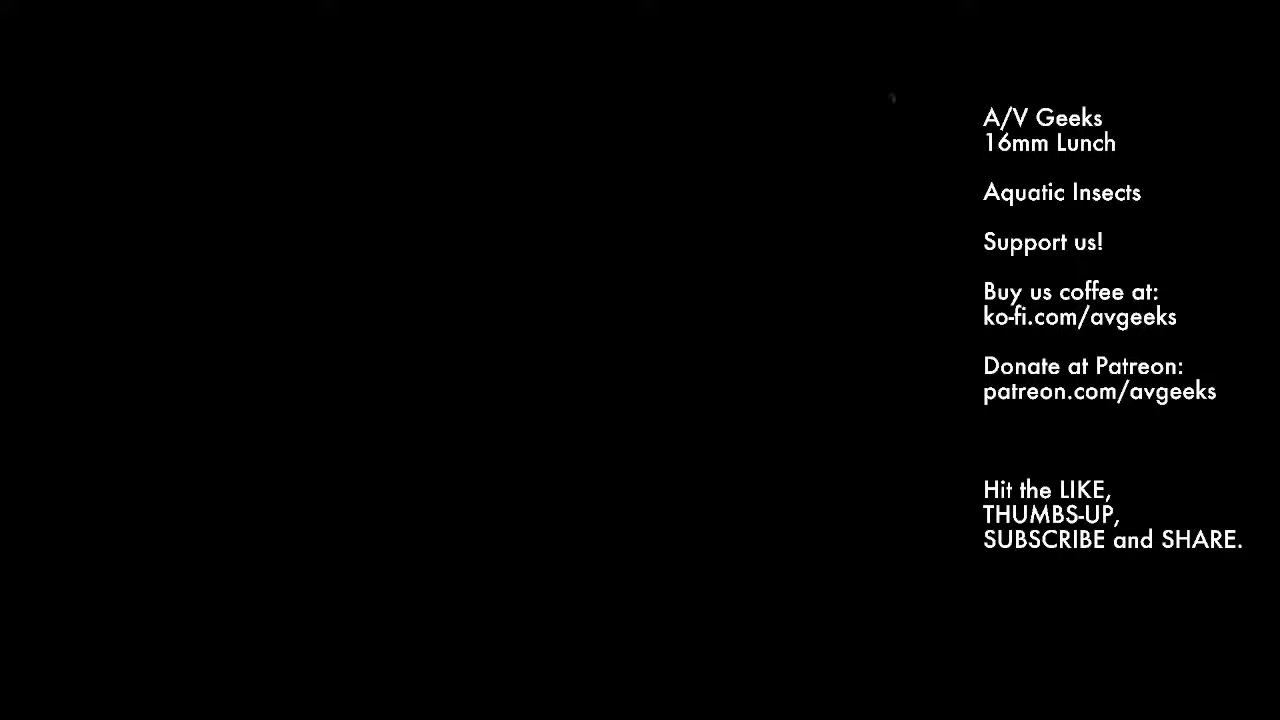 A/V Geeks
16mm Lunch
Aquatic Insects
Support us!
Buy us coffee at:
ko-fi.com/avgeeks
Donate at Patreon:
patreon.com/avgeeks
Hit the LIKE,
THUMBS-UP,
SUBSCRIBE and SHARE.